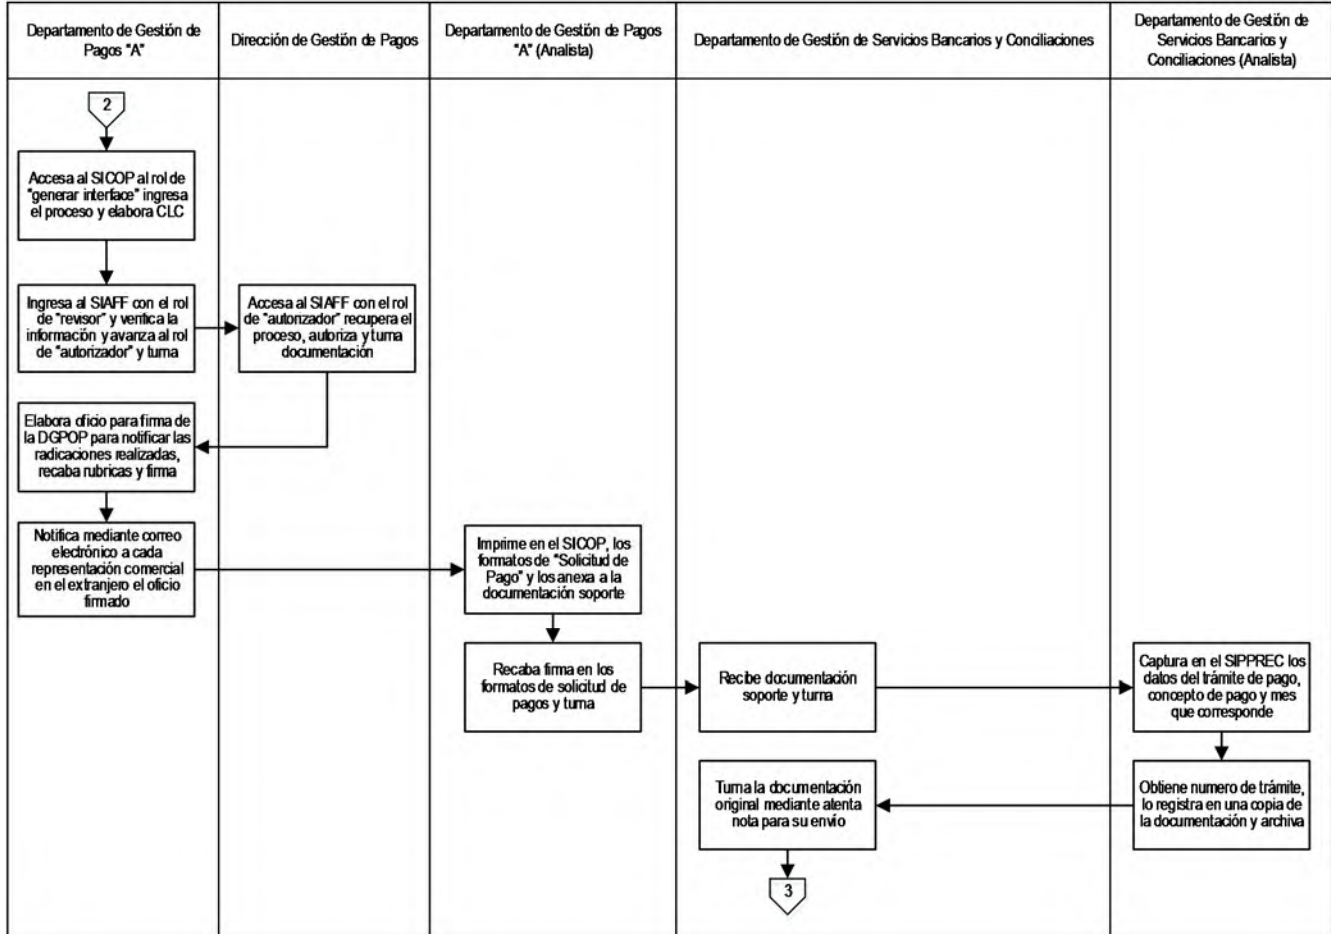 Departamento de Gestión de
Pagos "A"
Dirección de Gestión de Pagos
Departamento de Gestión de Pagos
"A" (Analista)
Departamento de Gestión de Servicios Bancarios y Conciliaciones
Departamento de Gestión de
Servicios Bancarios y
Conciliaciones (Analista)
2
Accesa al SICOP al rol de
"generar interface" ingresa
el proceso y elabora CLC
Ingresa al SIAFF con el rol
de "revisor" y verifica la
información y avanza al rol
de "autorizador" y turna
Accesa al SIAFF con el rol
de "autorizador" recupera el
proceso, autoriza y turna
documentación
Elabora oficio para firma de
la DGPOP para notificar las
radicaciones realizadas,
recaba rubricas y firma
Notifica mediante correo
electrónico a cada
representación comercial
en el extranjero el oficio
firmado
Imprime en el SICOP, los
formatos de "Solicitud de
Pago" y los anexa a la
documentación soporte
Recaba firma en los
formatos de solicitud de
pagos y turna
Recibe documentación
soporte y turna
Captura en el SIPPREC los
datos del trámite de pago,
concepto de pago y mes
que corresponde
Obtiene numero de trámite,
lo registra en una copia de
la documentación y archiva
Turna la documentación
original mediante atenta
nota para su envío
3